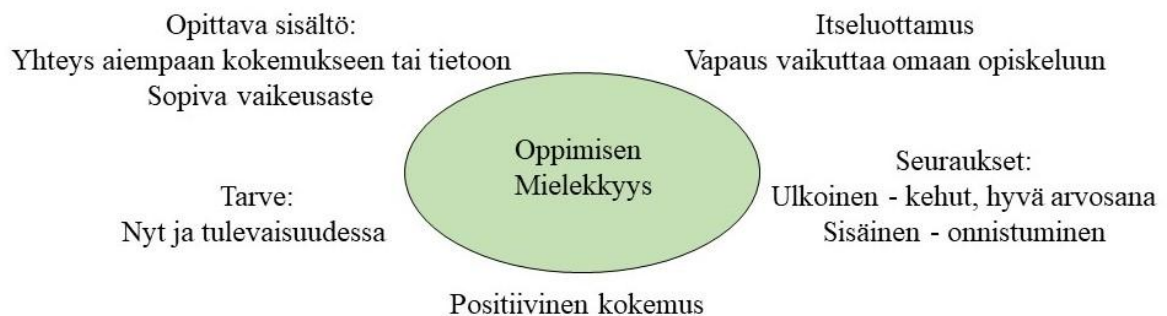 Opittava sisältö:
Yhteys aiempaan kokemukseen tai tietoon
Sopiva vaikeusaste
Itseluottamus
Vapaus vaikuttaa omaan opiskeluun
Oppimisen
Mielekkyys
Tarve:
Nyt ja tulevaisuudessa
Seuraukset:
Ulkoinen - kehut, hyvä arvosana
Sisäinen - onnistuminen
Positiivinen kokemus